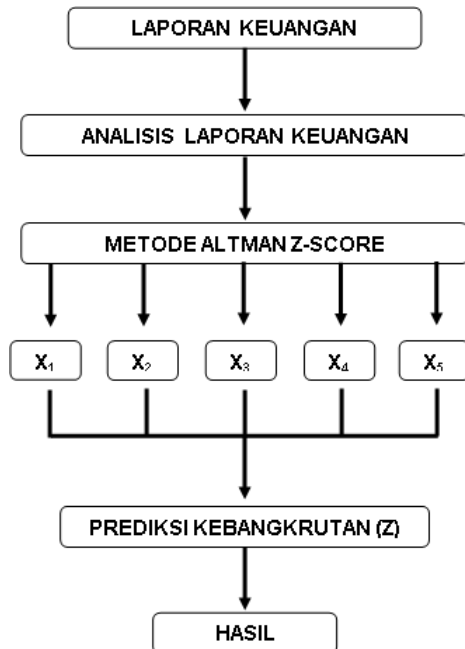 LAPORAN KEUANGAN
ANALISIS LAPORAN KEUANGAN
METODE ALTMAN Z-SCORE
X₁ X₂ X₃ X₄ X₅
PREDIKSI KEBANGKRUTAN (Z)
HASIL